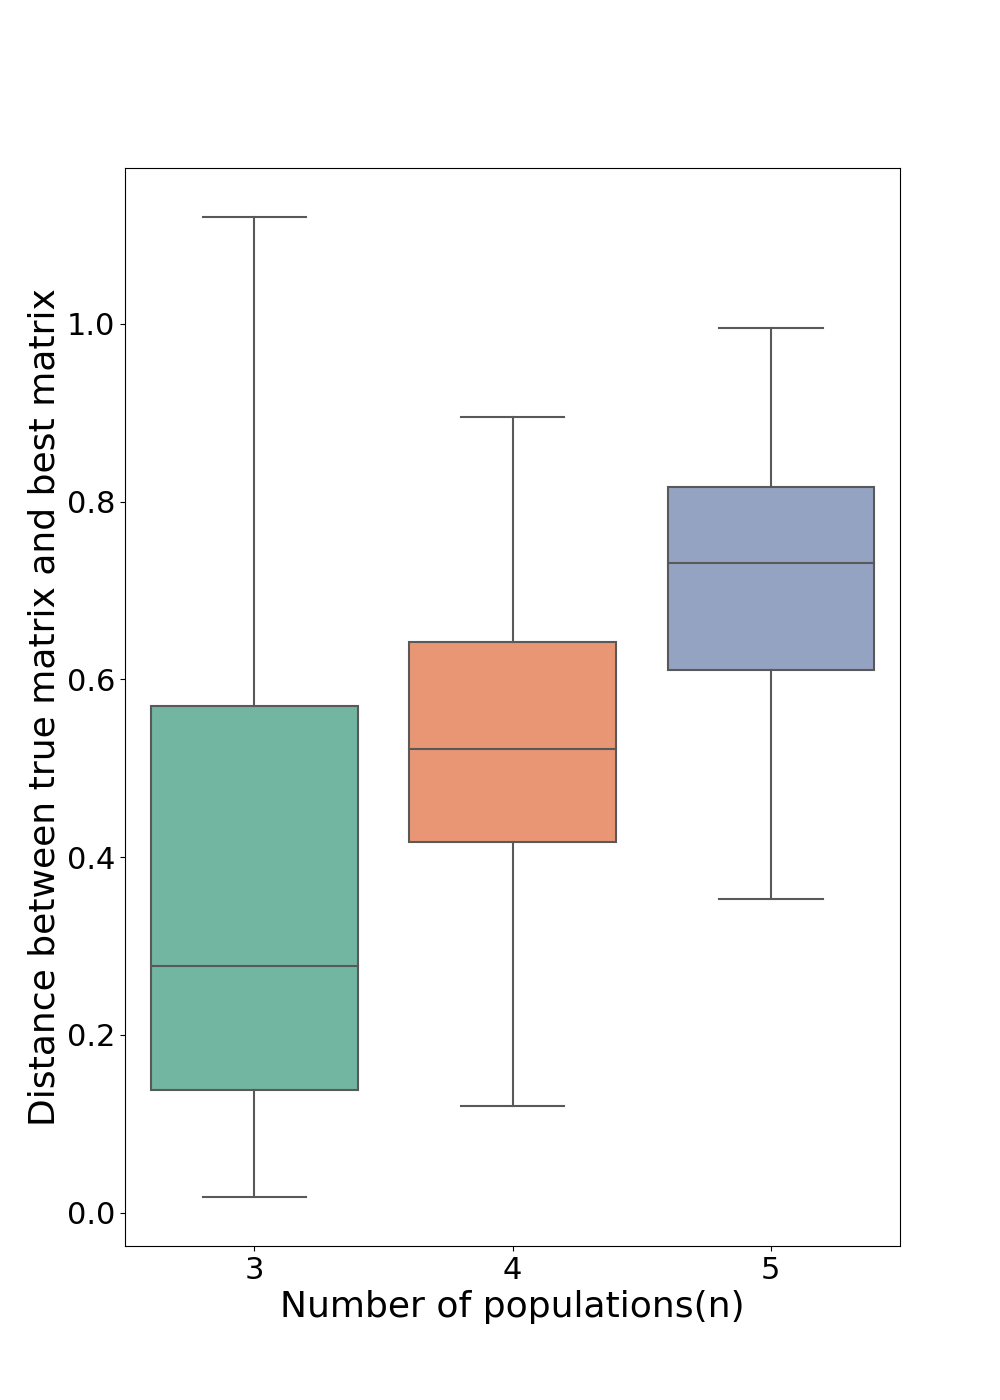 Distance between true matrix and best matrix
1.0
0.8
0.6
0.4
0.2
0.0
3 4 5
Number of populations(n)